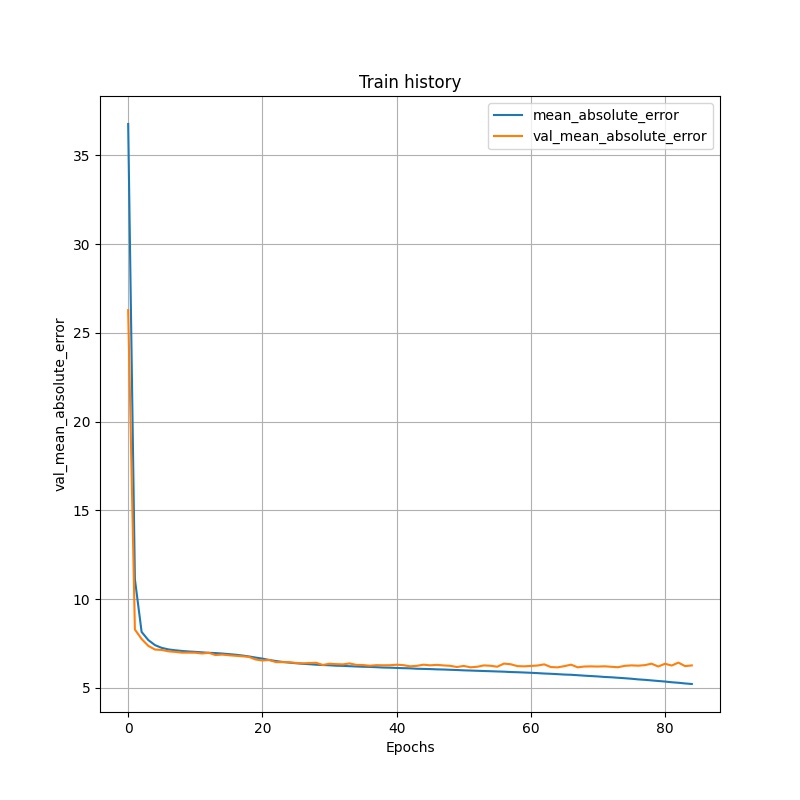 Train history
mean_absolute_error
val_mean_absolute_error
val_mean_absolute_error
35
30
25
20
15
10
5
0 20 40 60 80
Epochs